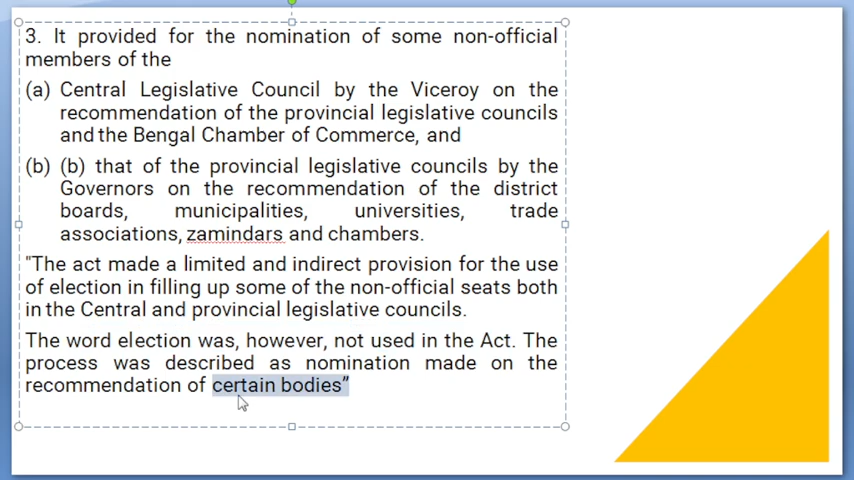 3. It provided for the nomination of some non-official
members of the
(a) Central Legislative Council by the Viceroy on the
recommendation of the provincial legislative councils
and the Bengal Chamber of Commerce, and
(b) (b) that of the provincial legislative councils by the
Governors on the recommendation of the district
boards, municipalities, universities, trade
associations, zamindars and chambers.
"The act made a limited and indirect provision for the use
of election in filling up some of the non-official seats both
in the Central and provincial legislative councils.
The word election was, however, not used in the Act. The
process was described as nomination made on the
recommendation of certain bodies”